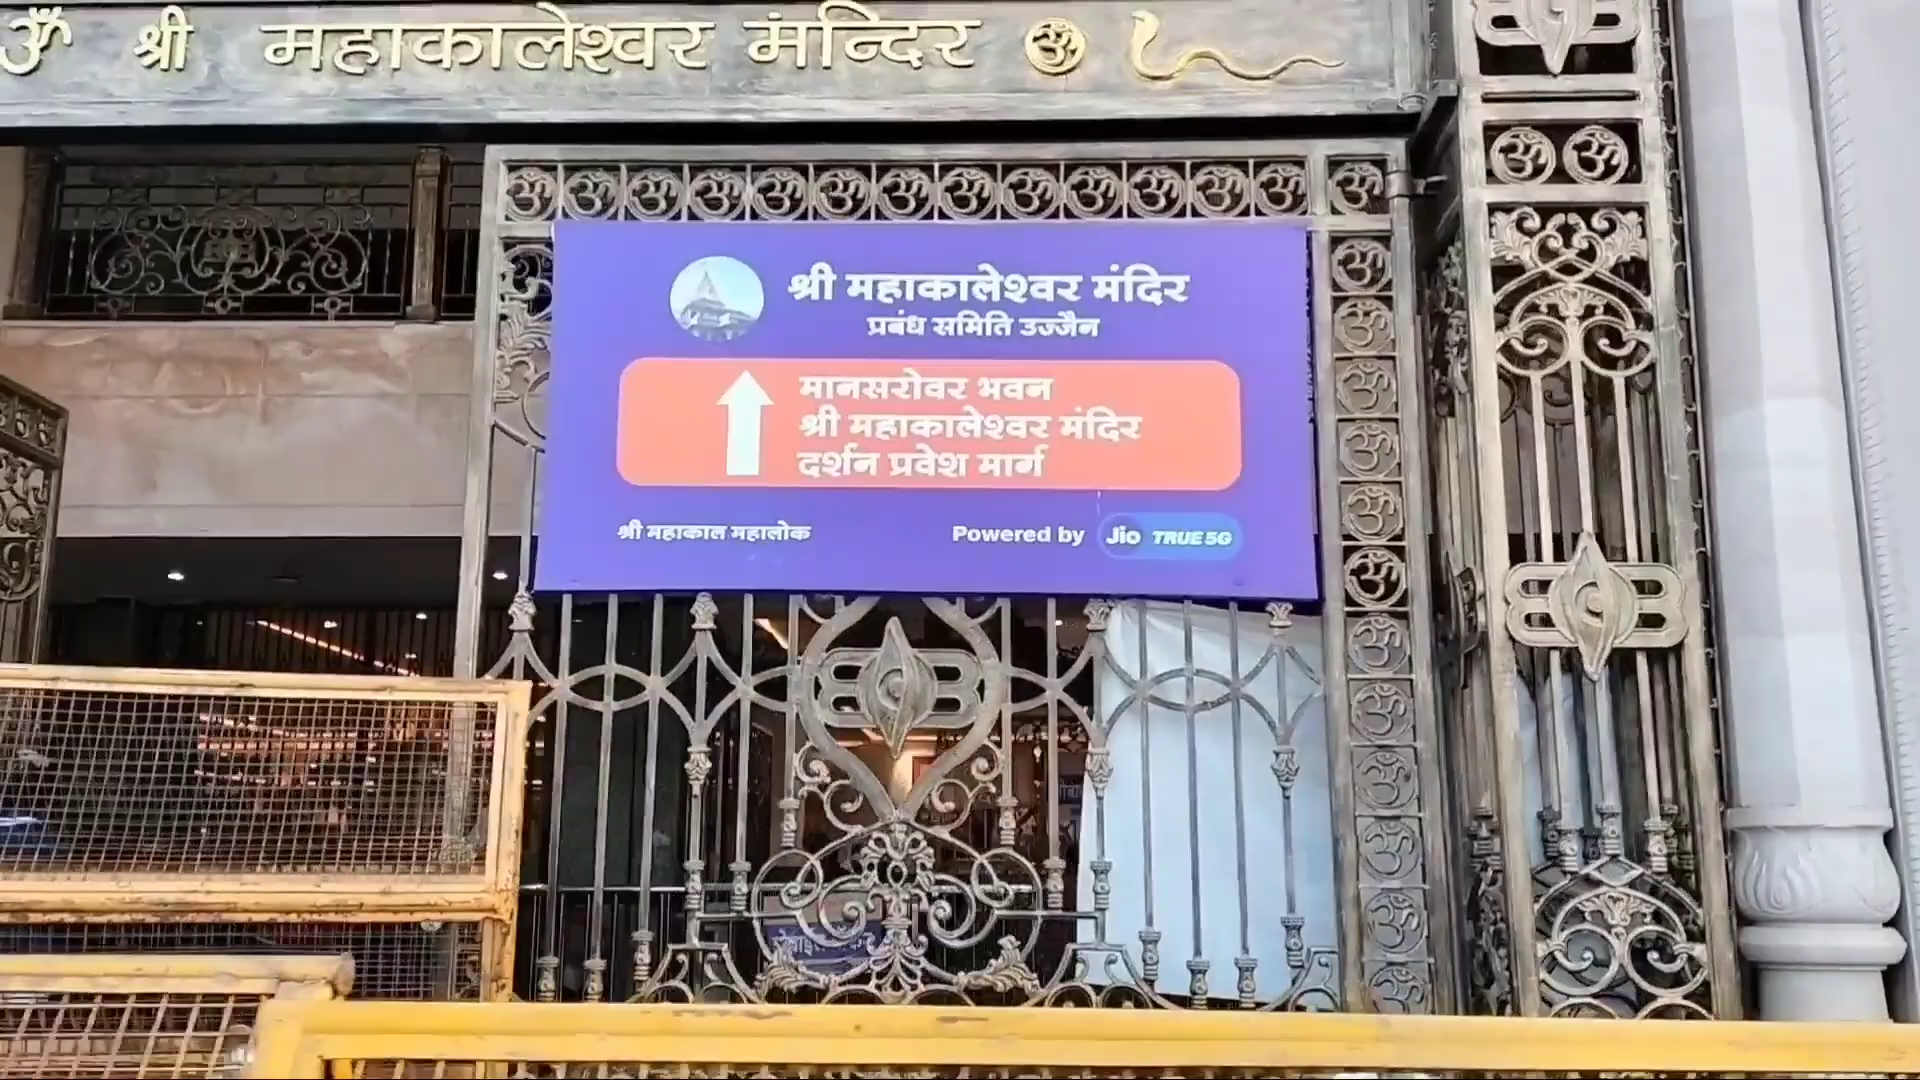 ॐ श्री महाकालेश्वर मंन्दिर ॐ
श्री महाकालेश्वर मंदिर
प्रबंध समिति उज्जैन
मानसरोवर भवन
श्री महाकालेश्वर मंदिर
दर्शन प्रवेश मार्ग
श्री महाकाल महालोक
Powered by Jio TRUE 5G